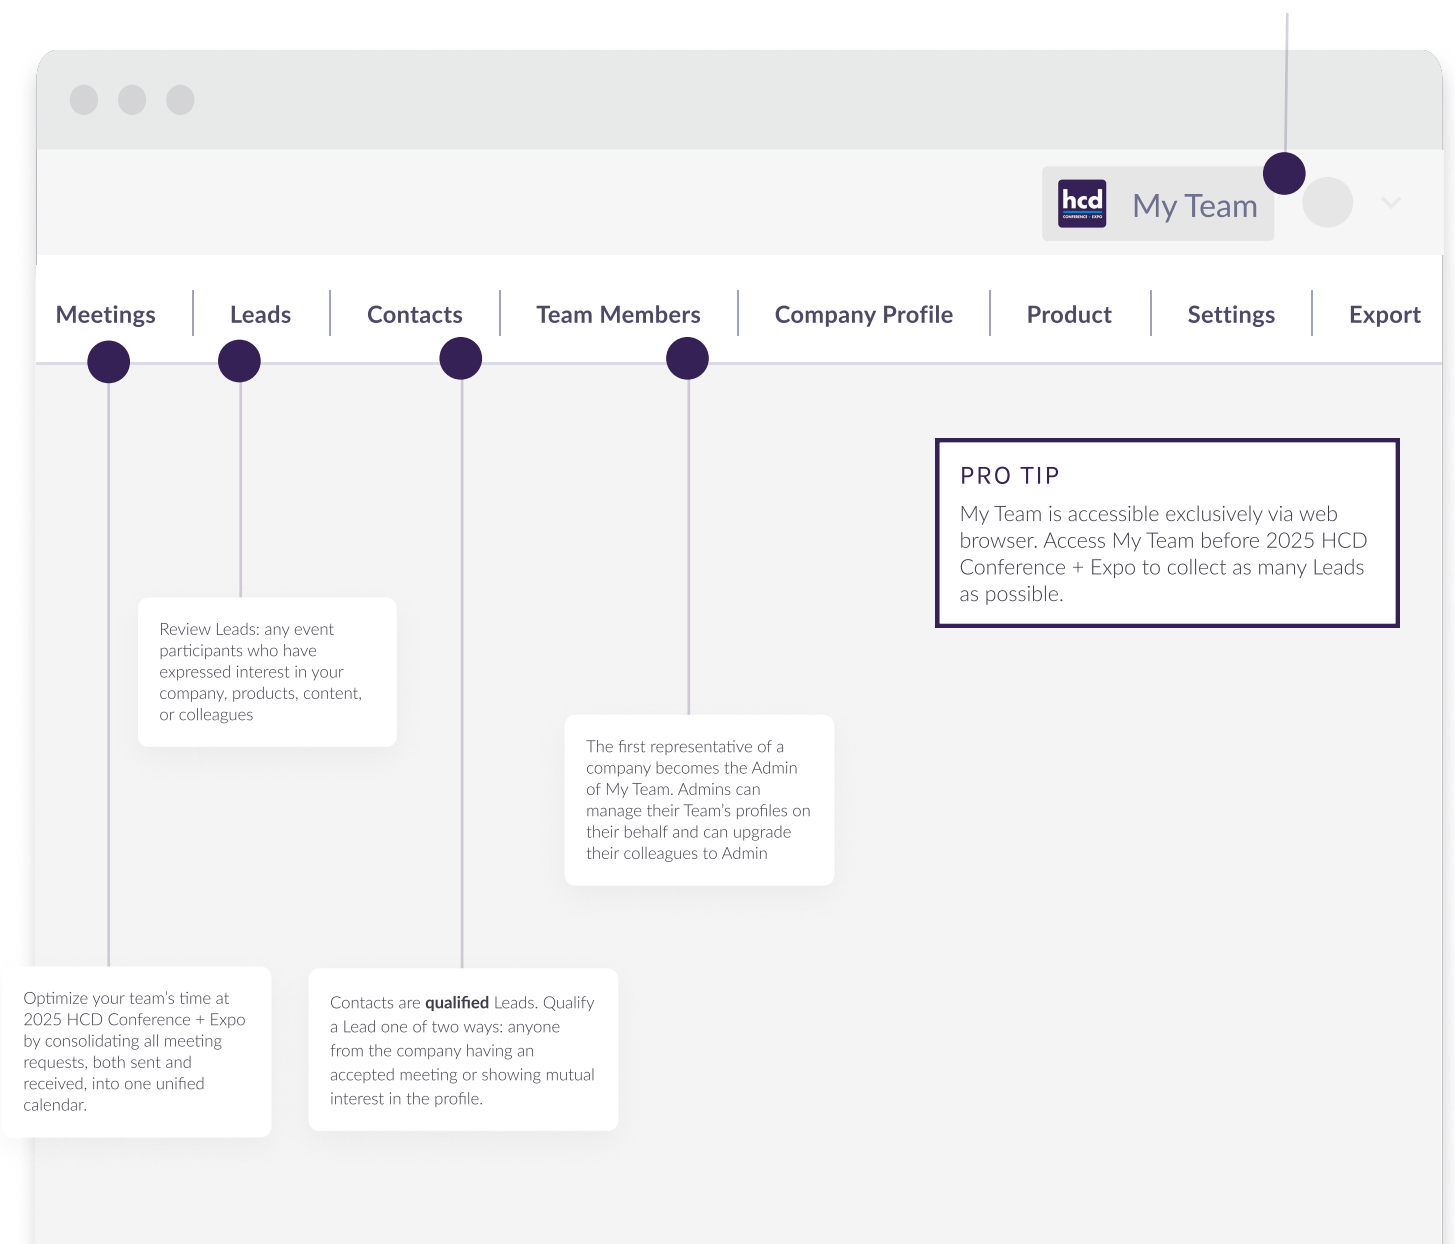 hcd
CONFERENCE + EXPO
My Team
Meetings
Leads
Contacts
Team Members
Company Profile
Product
Settings
Export
PRO TIP
My Team is accessible exclusively via web
browser. Access My Team before 2025 HCD
Conference + Expo to collect as many Leads
as possible.
Review Leads: any event
participants who have
expressed interest in your
company, products, content,
or colleagues
The first representative of a
company becomes the Admin
of My Team. Admins can
manage their Team's profiles on
their behalf and can upgrade
their colleagues to Admin
Optimize your team's time at
2025 HCD Conference + Expo
by consolidating all meeting
requests, both sent and
received, into one unified
calendar.
Contacts are qualified Leads. Qualify
a Lead one of two ways: anyone
from the company having an
accepted meeting or showing mutual
interest in the profile.